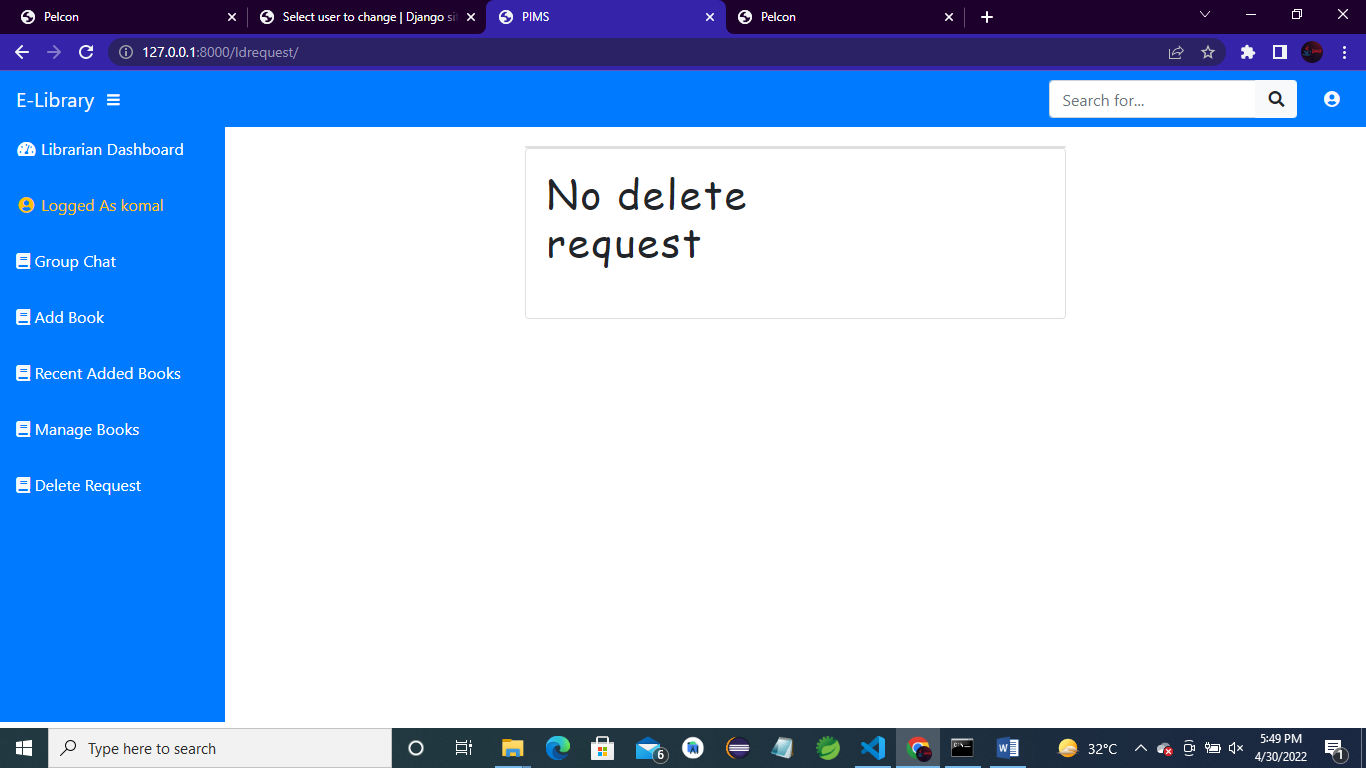 Pelcon
Select user to change | Django si
PIMS
Pelcon
127.0.0.1:8000/ldrequest/
E-Library
Search for...
Librarian Dashboard
Logged As komal
Group Chat
Add Book
Recent Added Books
Manage Books
Delete Request
No delete
request
Type here to search
6
32°C
5:49 PM
4/30/2022
1